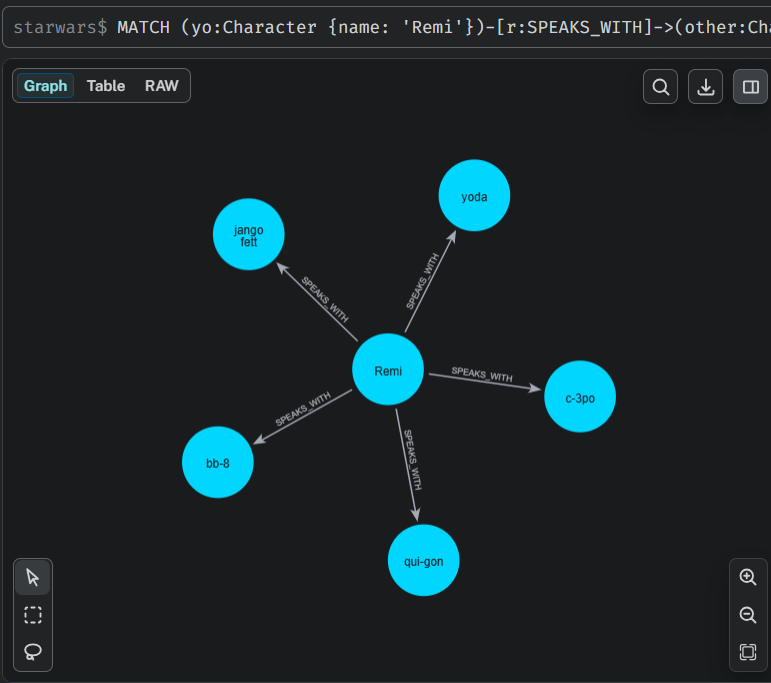 starwars$ MATCH (yo:Character {name: 'Remi'})-[r:SPEAKS_WITH]->(other:Cha
Graph Table RAW
yoda
jango
fett
SPEAKS_WITH
SPEAKS_WITH
Remi
SPEAKS_WITH
c-3po
SPEAKS_WITH
bb-8
SPEAKS_WITH
qui-gon